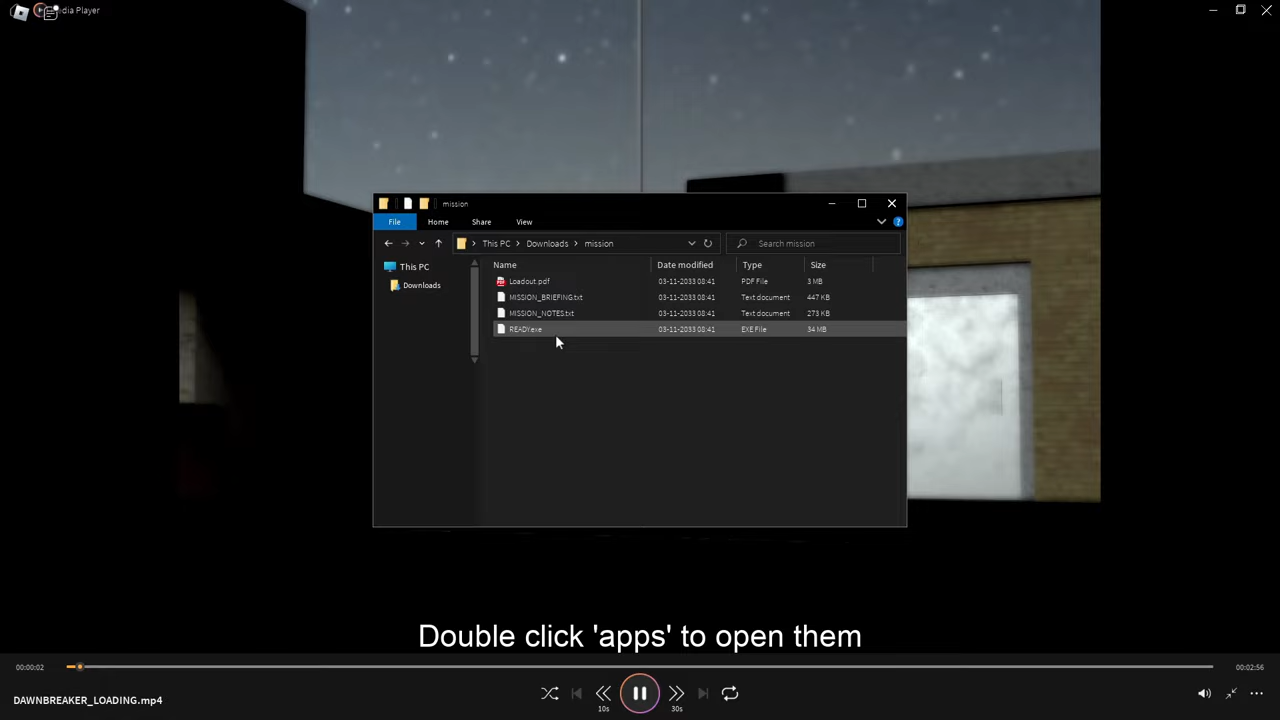 dia Player
mission
File Home Share View
This PC Downloads mission Search mission
Name Date modified Type Size
This PC
Downloads
Loadout.pdf 03-11-2033 08:41 PDF File 3 MB
MISSION_BRIEFING.txt 03-11-2033 08:41 Text document 447 KB
MISSION_NOTES.txt 03-11-2033 08:41 Text document 273 KB
READY.exe 03-11-2033 08:41 EXE File 34 MB
Double click 'apps' to open them
00:00:02 00:02:56
DAWNBREAKER_LOADING.mp4
10s 30s